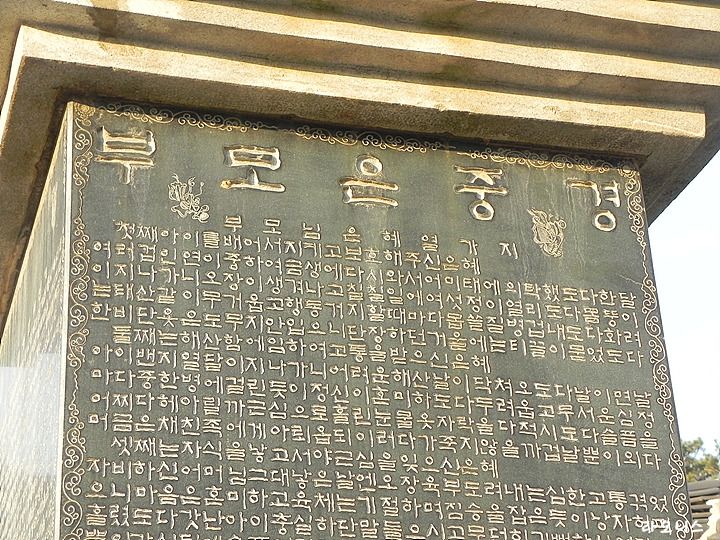 부모은중경
부모님은혜열가지
첫째아이를배어서지키고보호해주신은혜
여러겁인연이중하여금생에다시와서어미태에의탁했도다한달
이지나가니오장이생겨나고칠칠일에여섯정이열리도다몸뚱이
는태산같이무거웁고행동거지할때마다몹쓸질병겁내도다화려
한비단옷은도무지안입으니단장하던거울에는티끌이묻었도다
둘째는해산함에임하여고통을받으신은혜
아이밴지열달이지나가니어려운해산날이닥쳐오도다날이면날
마다중한병에걸린듯이정신이혼미하도다두려웁고무서운심정
어찌다헤아릴까근심으로흘린눈물옷자락을다적시도다슬픔을
머금은채친족에게아뢰옵되이러다가죽지않을까겁날뿐이외다
셋째는자식을낳고서야근심을잊으신은혜
자비하신어머님그대낳은날엔오장육부도려내는심한고통겪었
으니마음은혼미하고육체는기절하며짐승을잡은듯이낭자하게
흘렸도다갓난아이충실하단말